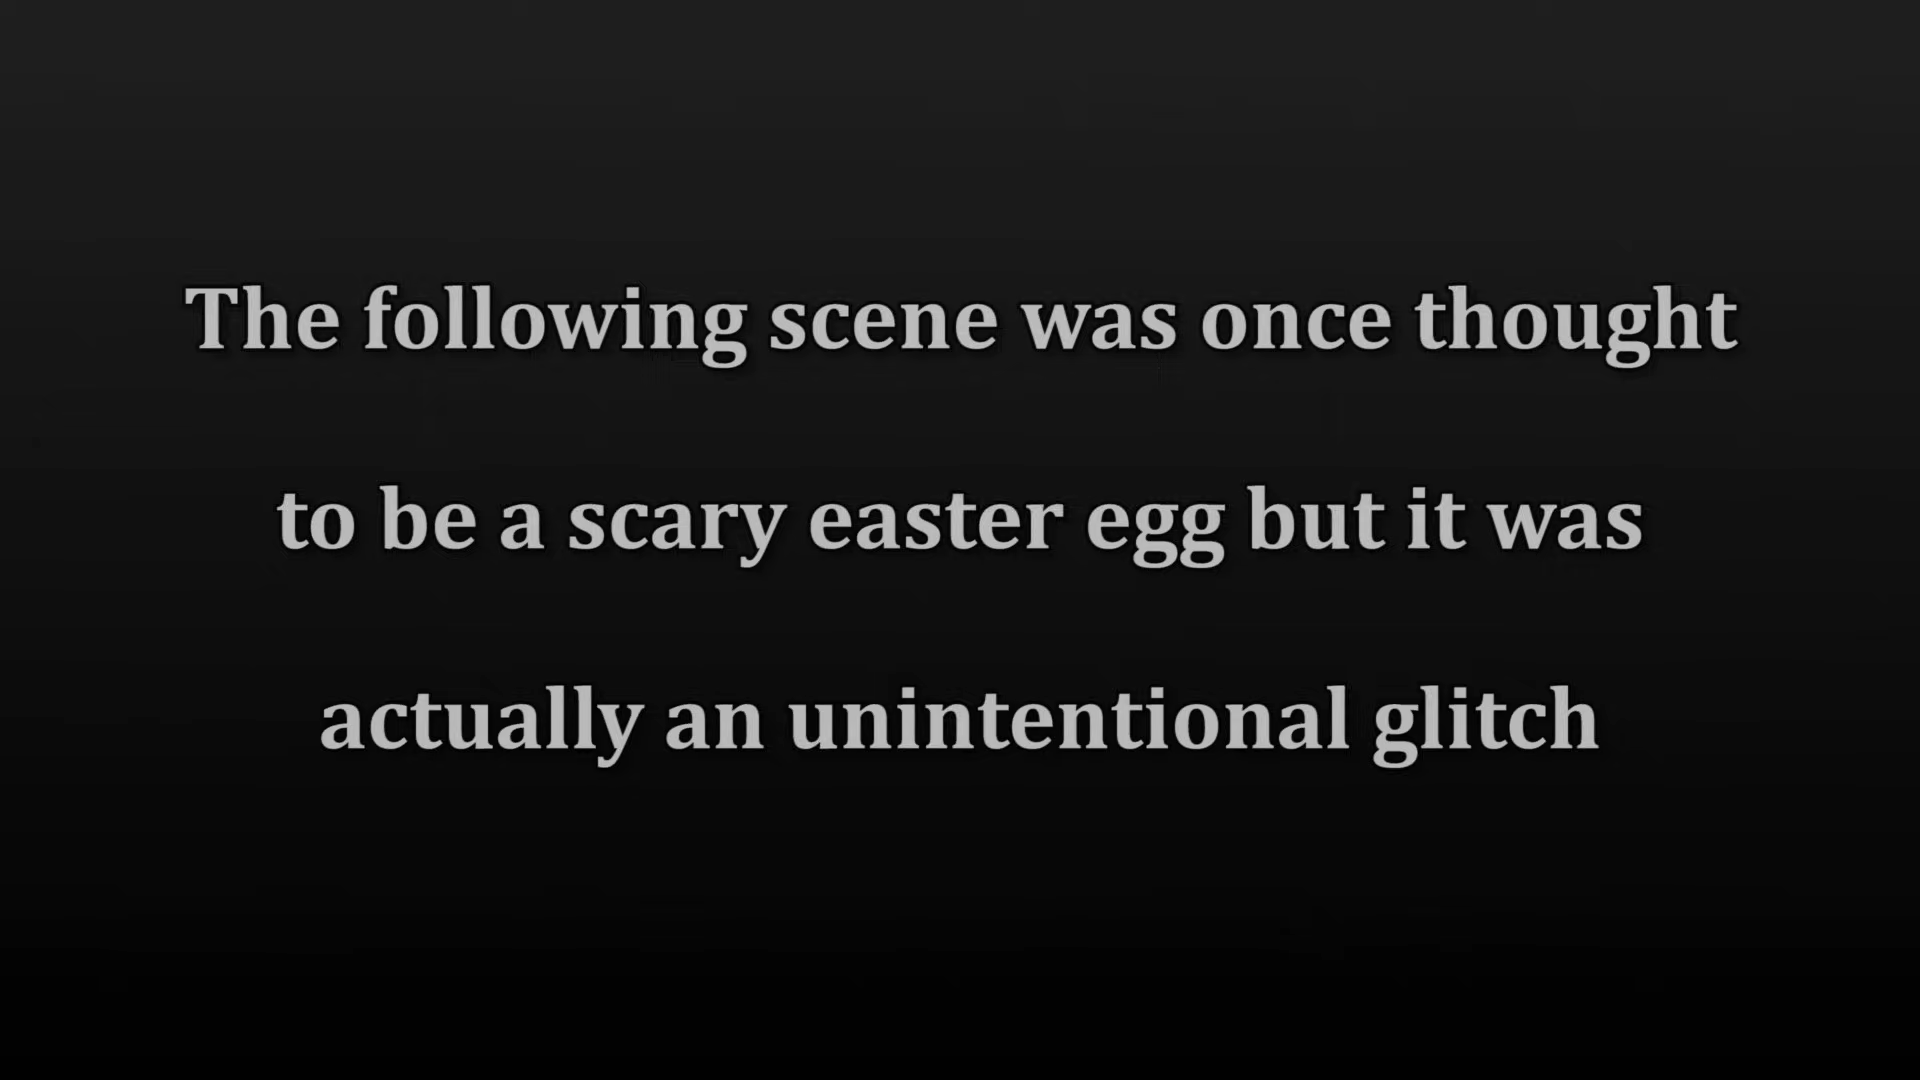 The following scene was once thought
to be a scary easter egg but it was
actually an unintentional glitch